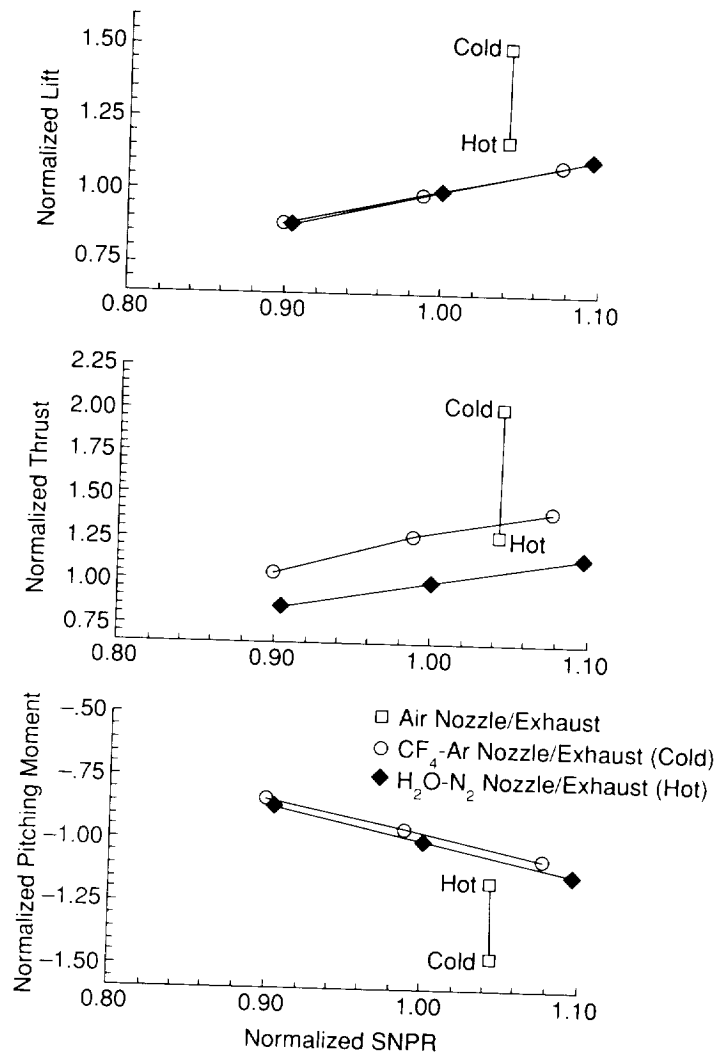 1.50
1.25
1.00
0.75
Normalized Lift
Cold
Hot
0.80
0.90
1.00
1.10
2.25
2.00
1.75
1.50
1.25
1.00
0.75
Normalized Thrust
Cold
Hot
0.80
0.90
1.00
1.10
-.50
-.75
-1.00
-1.25
-1.50
Normalized Pitching Moment
Air Nozzle/Exhaust
CF₄-Ar Nozzle/Exhaust (Cold)
H₂O-N₂ Nozzle/Exhaust (Hot)
Hot
Cold
0.80
0.90
1.00
1.10
Normalized SNPR